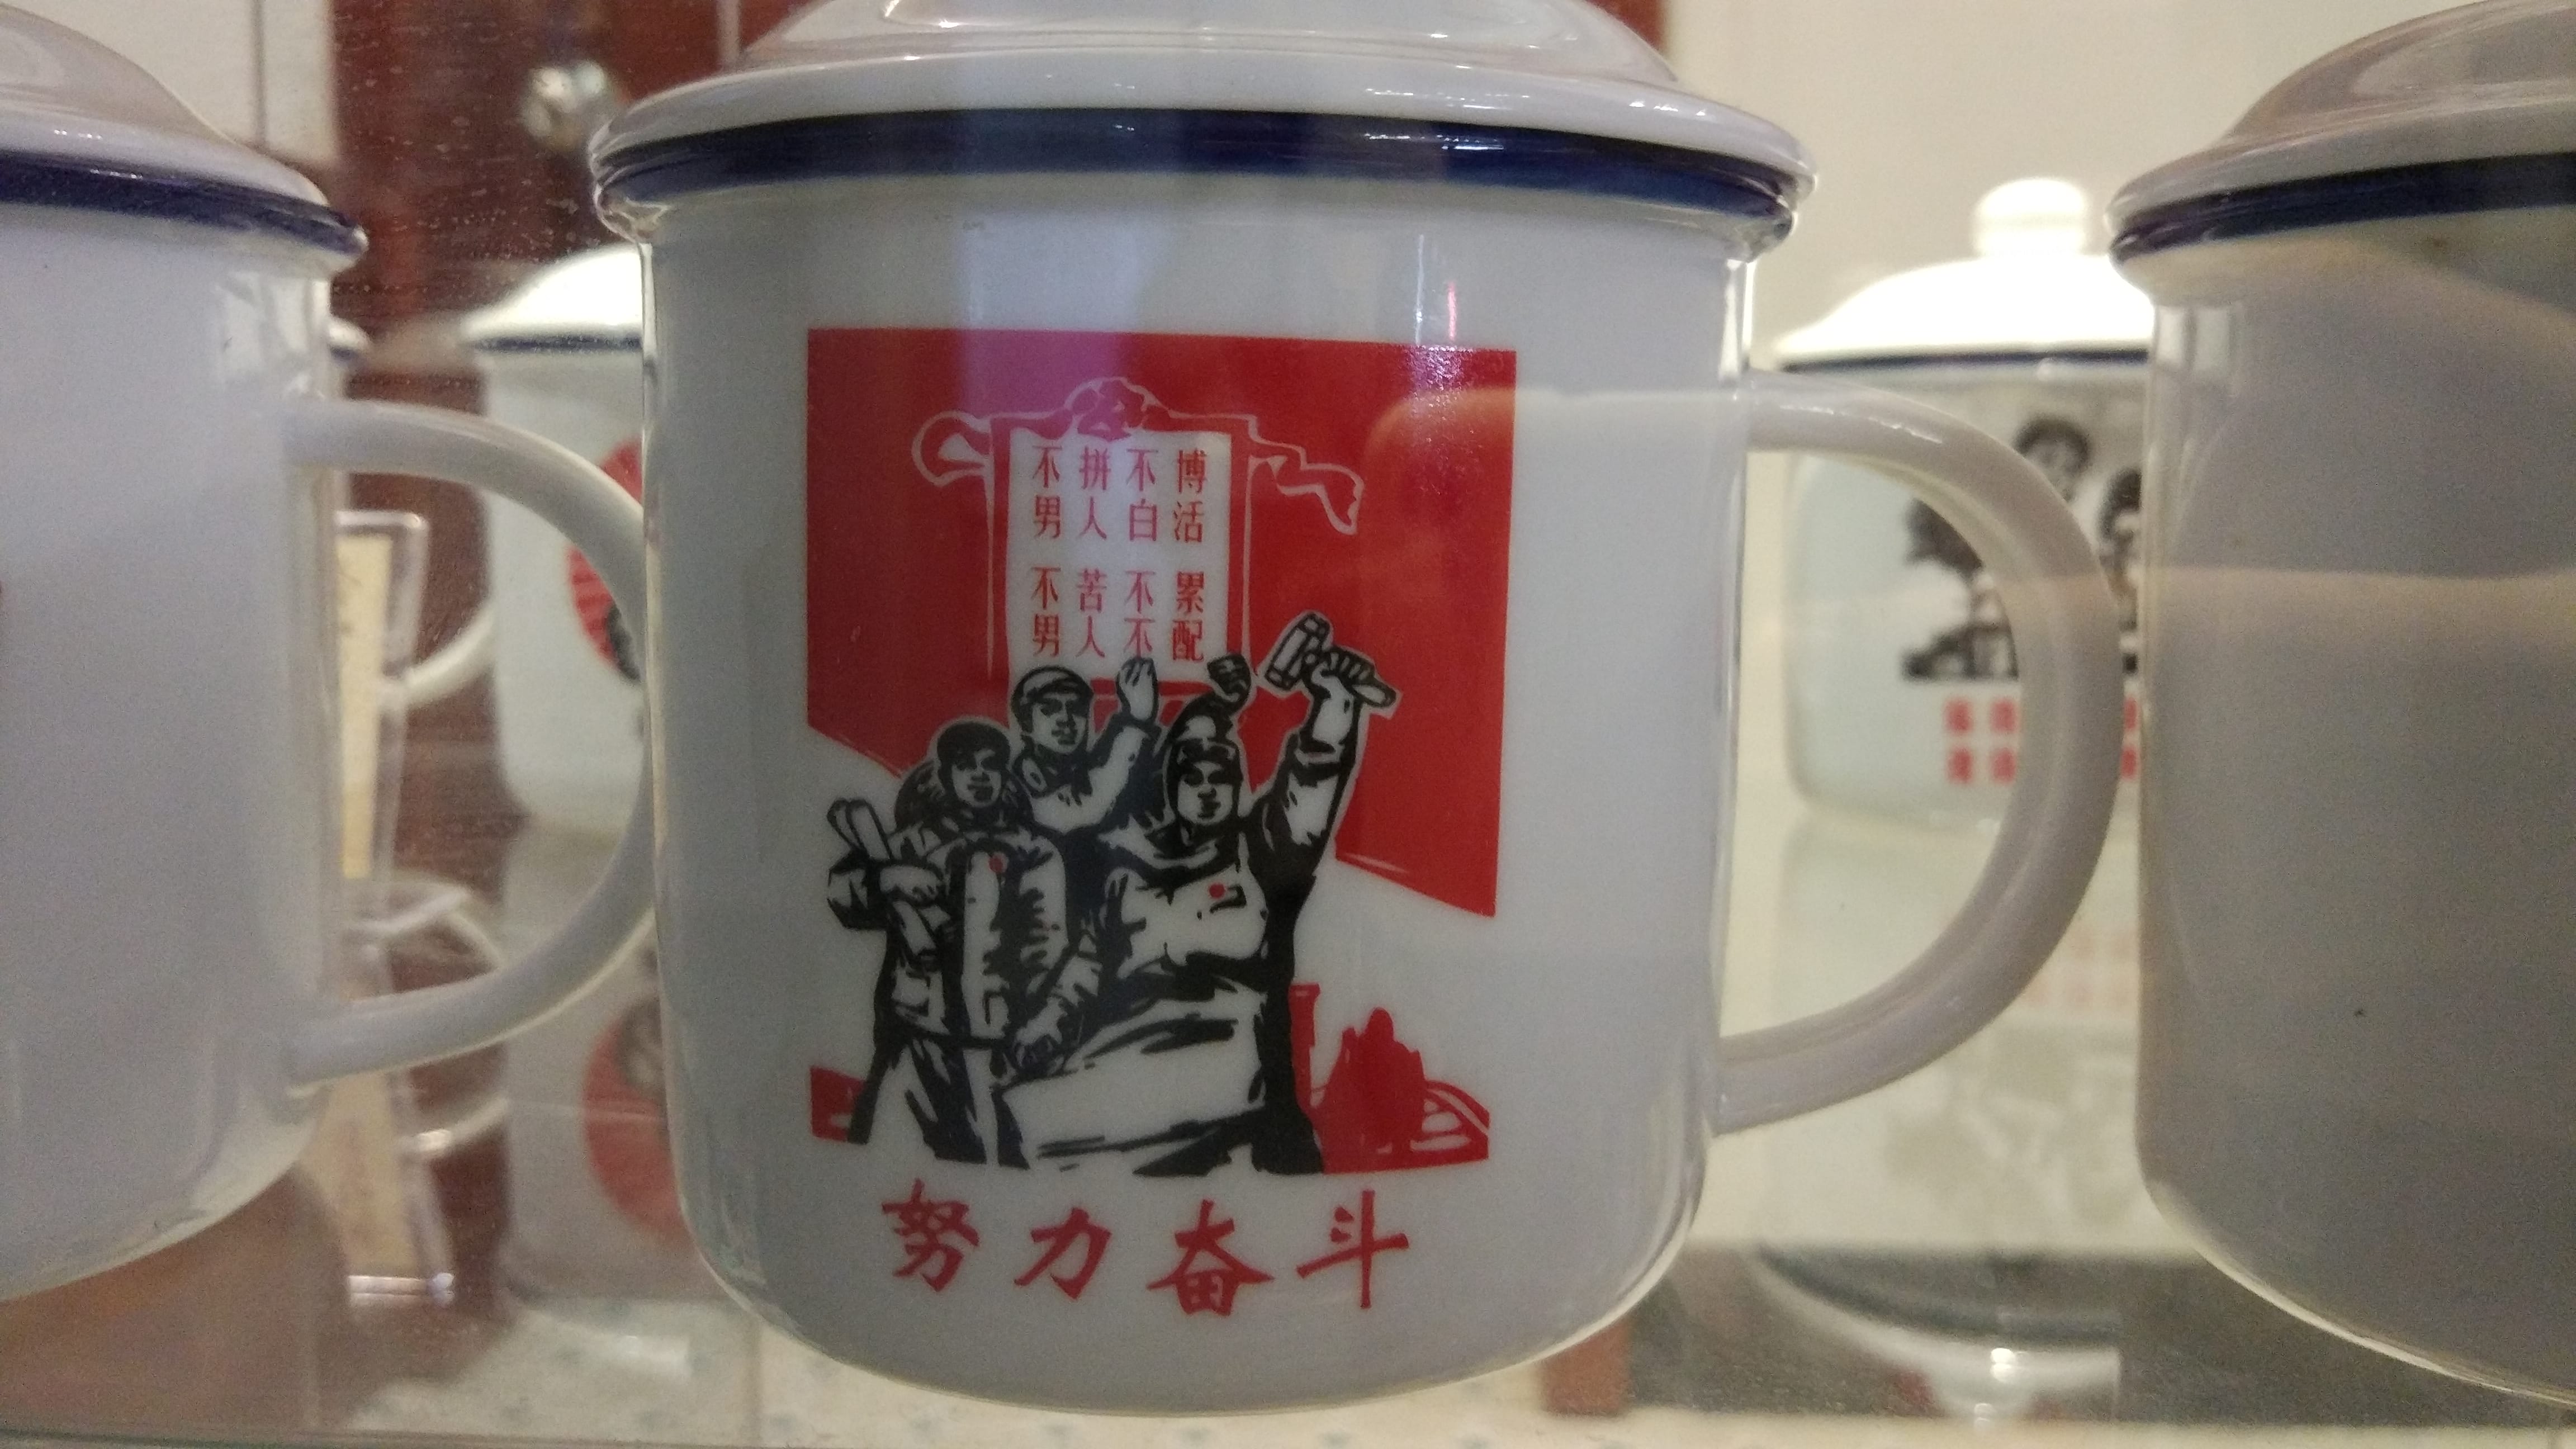 不拼不博
男人白活
不苦不累
男人不配
努力奋斗